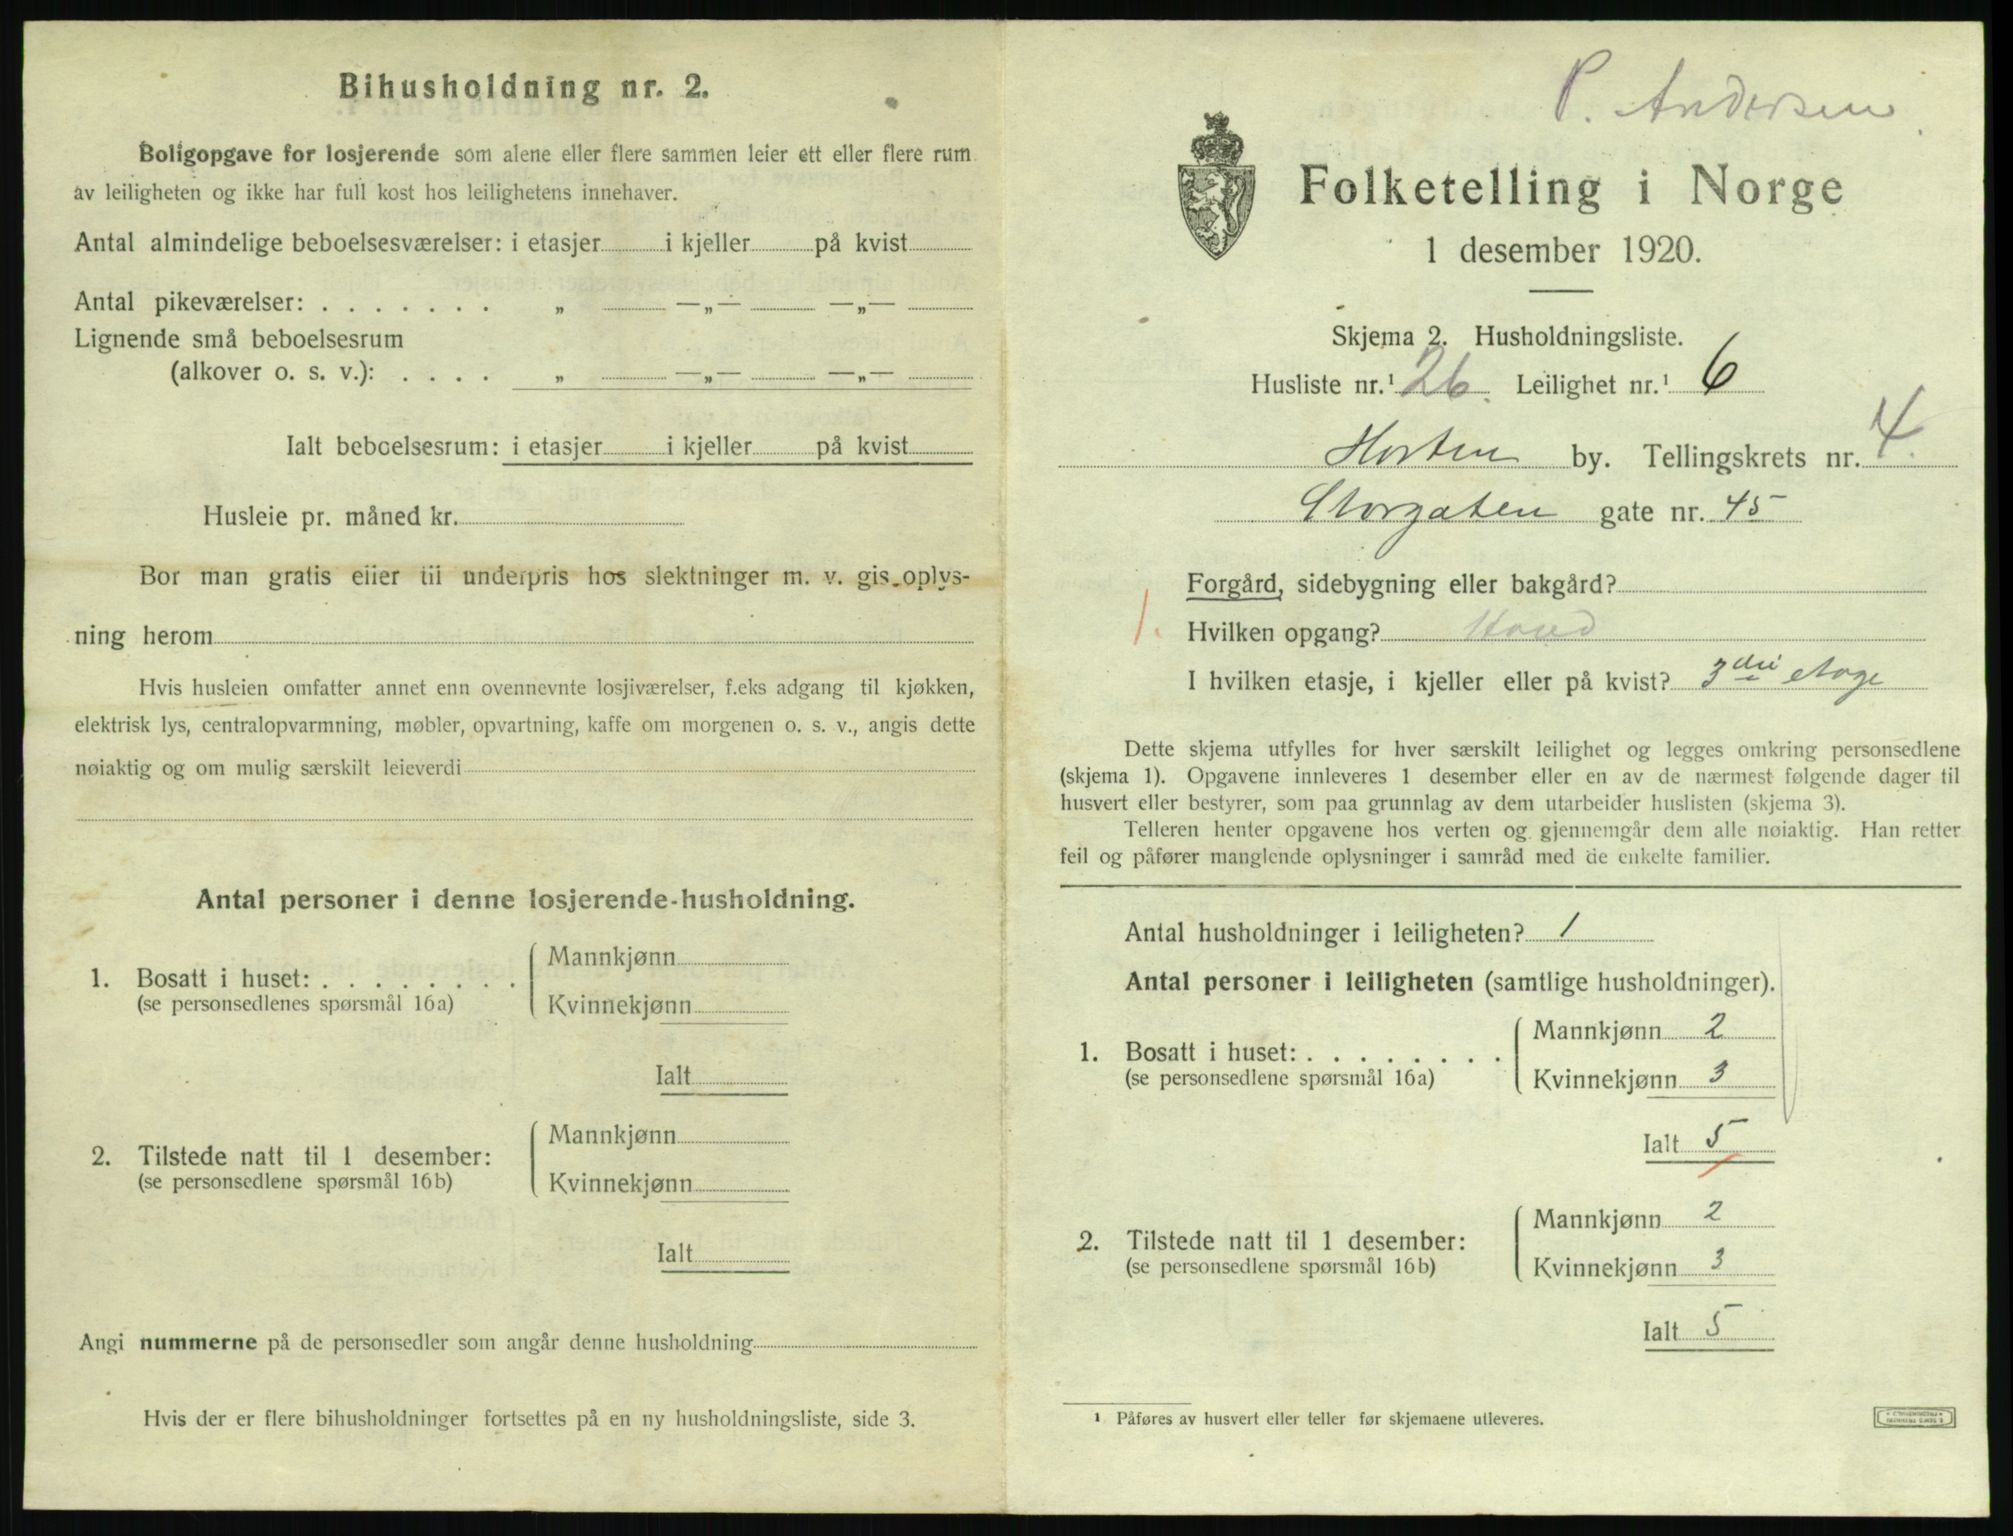 Bihusholdning nr. 2.
Boligopgave for losjerende som alene eller flere sammen leier ett eller flere rum
av leiligheten og ikke har full kost hos leilighetens innehaver.
Antal almindelige beboelsesværelser: i etasjer i kjeller på kvist
Antal pikeværelser: . . . . . . . „ —„— —„—
Lignende små beboelsesrum
(alkover o. s. v.): . . . . „ —„— —„—
Ialt beboelsesrum: i etasjer i kjeller på kvist
Husleie pr. måned kr.
Bor man gratis eller til underpris hos slektninger m. v. gis oplys-
ning herom
Hvis husleien omfatter annet enn ovennevnte losjiværelser, f.eks adgang til kjøkken,
elektrisk lys, centralopvarmning, møbler, opvartning, kaffe om morgenen o. s. v., angis dette
nøiaktig og om mulig særskilt leieverdi
Antal personer i denne losjerende-husholdning.
1. Bosatt i huset: . . . . . . . . Mannkjønn
(se personsedlenes spørsmål 16a) Kvinnekjønn
Ialt
2. Tilstede natt til 1 desember: Mannkjønn
(se personsedlene spørsmål 16b) Kvinnekjønn
Ialt
Angi nummerne på de personsedler som angår denne husholdning
Hvis der er flere bihusholdninger fortsettes på en ny husholdningsliste, side 3.
P. Andersen
Folketelling i Norge
1 desember 1920.
Skjema 2. Husholdningsliste.
Husliste nr.¹ 26. Leilighet nr.¹ 6
Horten by. Tellingskrets nr. 4.
Storgaten gate nr. 45
Forgård, sidebygning eller bakgård?
1. Hvilken opgang?
I hvilken etasje, i kjeller eller på kvist? 3die etage
Dette skjema utfylles for hver særskilt leilighet og legges omkring personsedlene
(skjema 1). Opgavene innleveres 1 desember eller en av de nærmest følgende dager til
husvert eller bestyrer, som paa grunnlag av dem utarbeider huslisten (skjema 3).
Telleren henter opgavene hos verten og gjennemgår dem alle nøiaktig. Han retter
feil og påfører manglende oplysninger i samråd med de enkelte familier.
Antal husholdninger i leiligheten? 1
Antal personer i leiligheten (samtlige husholdninger).
1. Bosatt i huset: . . . . . . . . Mannkjønn 2
(se personsedlene spørsmål 16a) Kvinnekjønn 3
Ialt 5
2. Tilstede natt til 1 desember: Mannkjønn 2
(se personsedlene spørsmål 16b) Kvinnekjønn 3
Ialt 5
¹ Påføres av husvert eller teller før skjemaene utleveres.